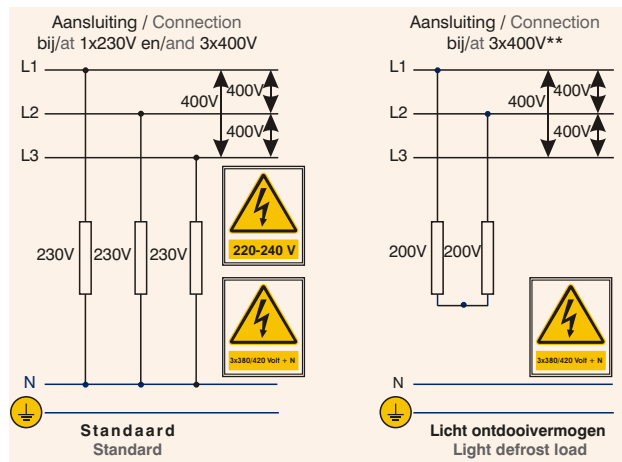 Aansluiting / Connection
bij/at 1x230V en/and 3x400V
L1
400V
400V
L2
400V
L3
230V
230V
230V
220-240 V
3x380/420 Volt + N
N
Standaard
Standard
Aansluiting / Connection
bij/at 3x400V**
L1
400V
400V
L2
400V
L3
200V
200V
3x380/420 Volt + N
N
Licht ontdooivermogen
Light defrost load